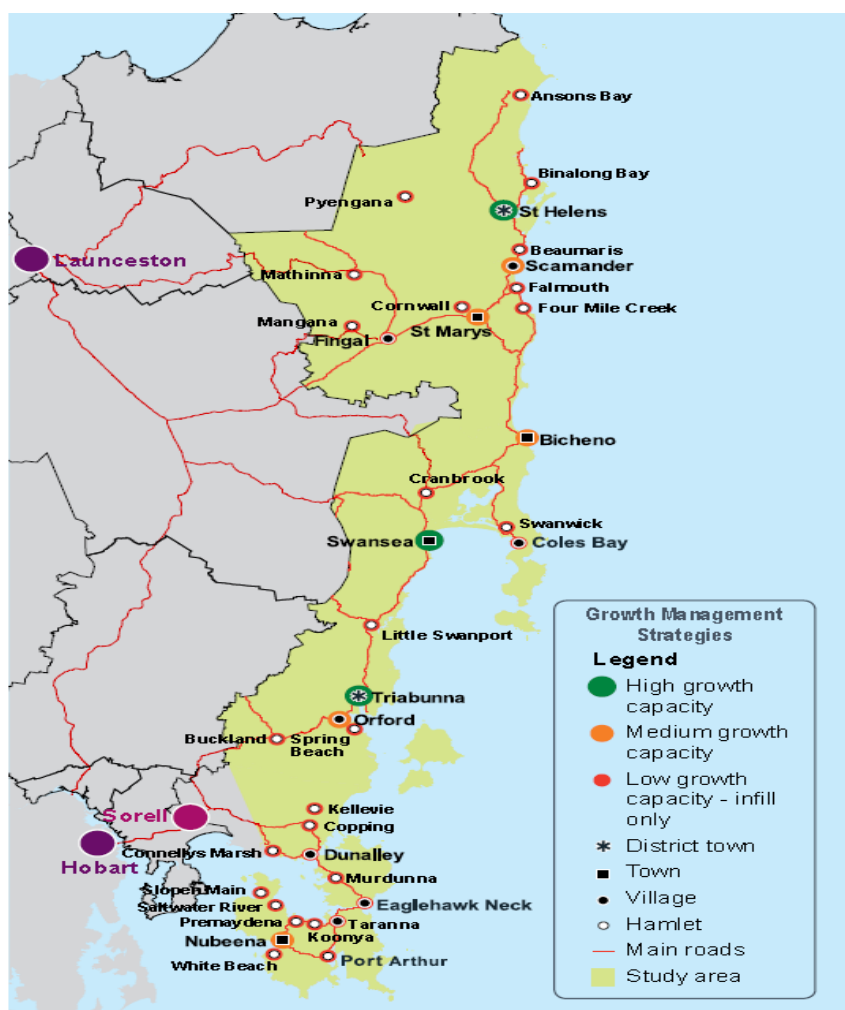 Ansons Bay
Binalong Bay
Pyengana
St Helens
Beaumaris
Launceston
Scamander
Mathinna
Falmouth
Cornwall
Four Mile Creek
Mangana
St Marys
Fingal
Bicheno
Cranbrook
Swanwick
Swansea
Coles Bay
Little Swanport
Triabunna
Orford
Buckland
Spring
Beach
Kellevie
Sorell
Copping
Connellys Marsh
Dunalley
Hobart
Murdunna
Slopen Main
Saltwater River
Eaglehawk Neck
Premaydena
Taranna
Koonya
Nubeena
White Beach
Port Arthur
Growth Management
Strategies
Legend
High growth
capacity
Medium growth
capacity
Low growth
capacity - infill
only
District town
Town
Village
Hamlet
Main roads
Study area